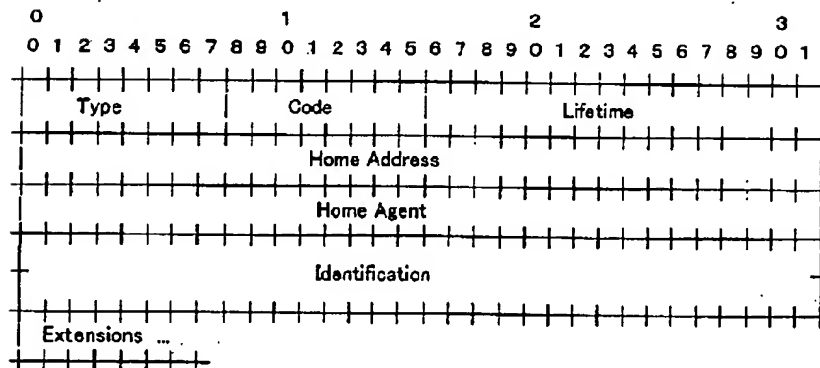 0 1 2 3
0 1 2 3 4 5 6 7 8 9 0 1 2 3 4 5 6 7 8 9 0 1 2 3 4 5 6 7 8 9 0 1
Type Code Lifetime
Home Address
Home Agent
Identification
Extensions ...